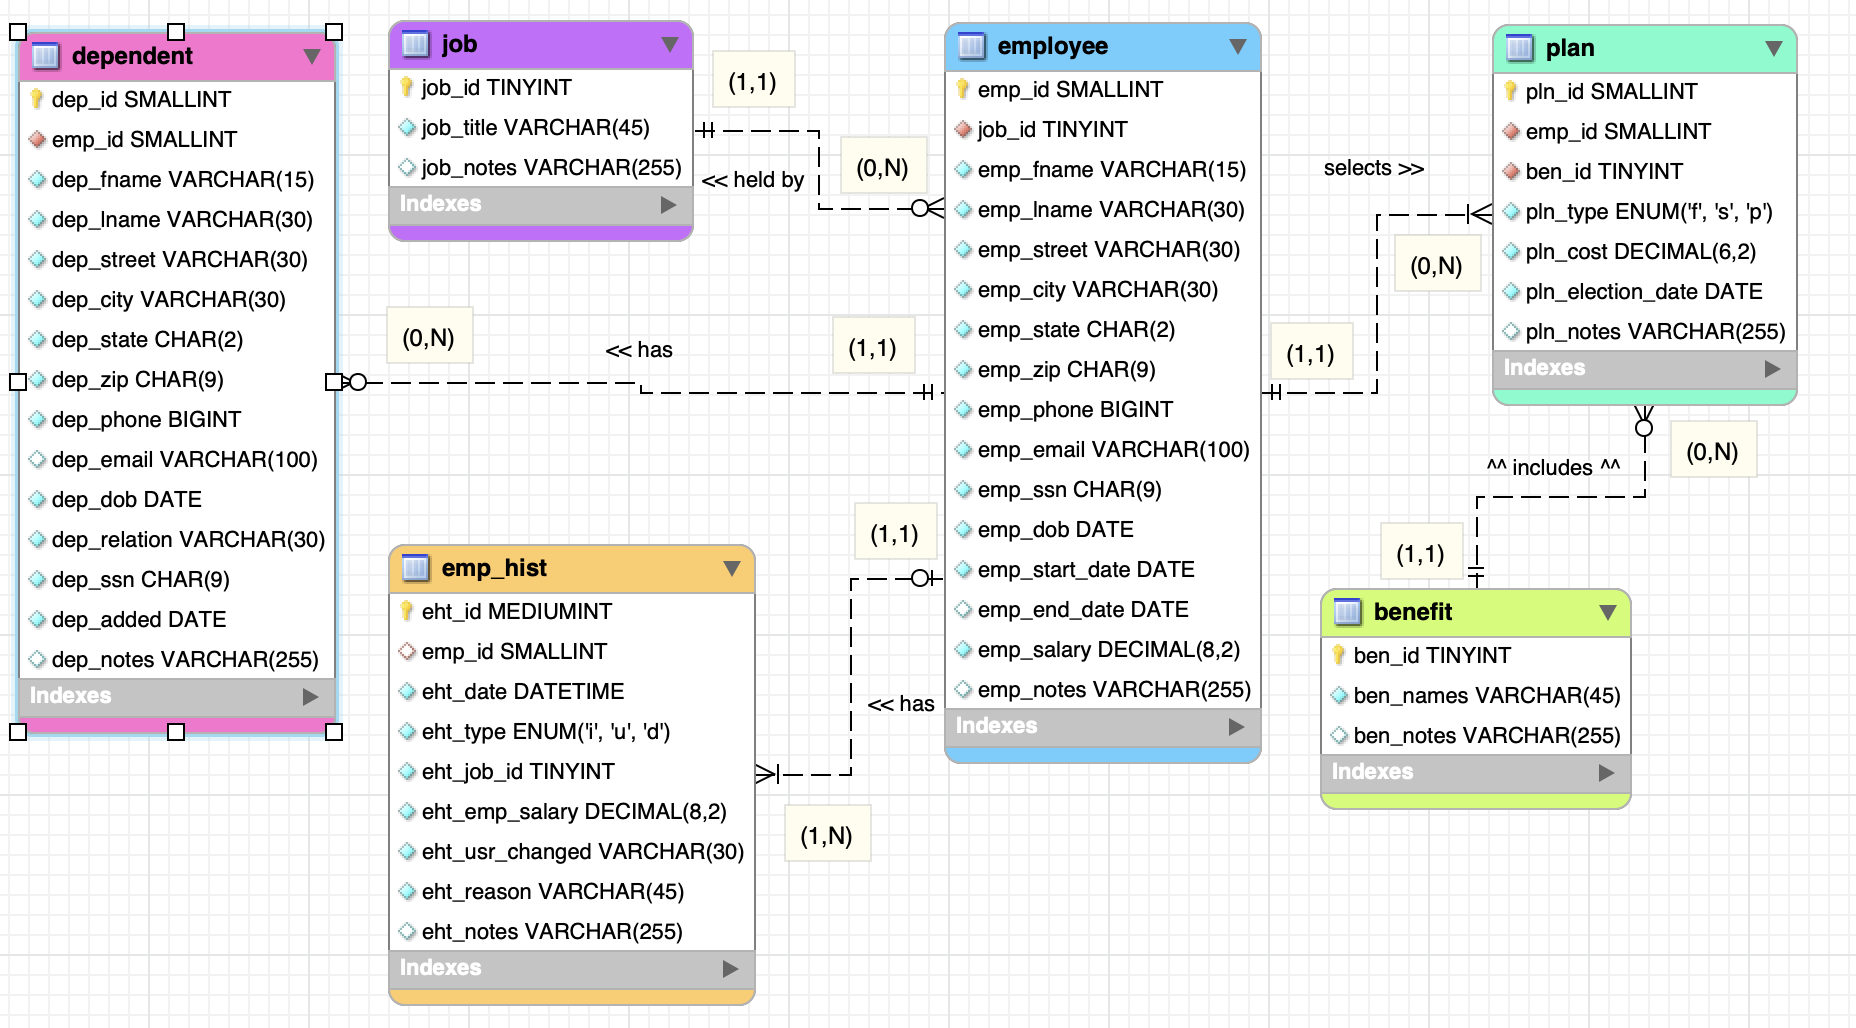 dependent
dep_id SMALLINT
emp_id SMALLINT
dep_fname VARCHAR(15)
dep_lname VARCHAR(30)
dep_street VARCHAR(30)
dep_city VARCHAR(30)
dep_state CHAR(2)
dep_zip CHAR(9)
dep_phone BIGINT
dep_email VARCHAR(100)
dep_dob DATE
dep_relation VARCHAR(30)
dep_ssn CHAR(9)
dep_added DATE
dep_notes VARCHAR(255)
Indexes
job
job_id TINYINT
job_title VARCHAR(45)
job_notes VARCHAR(255)
Indexes
(1,1)
<< held by
(0,N)
(0,N)
<< has
(1,1)
emp_hist
eht_id MEDIUMINT
emp_id SMALLINT
eht_date DATETIME
eht_type ENUM('i', 'u', 'd')
eht_job_id TINYINT
eht_emp_salary DECIMAL(8,2)
eht_usr_changed VARCHAR(30)
eht_reason VARCHAR(45)
eht_notes VARCHAR(255)
Indexes
(1,1)
<< has
(1,N)
employee
emp_id SMALLINT
job_id TINYINT
emp_fname VARCHAR(15)
emp_lname VARCHAR(30)
emp_street VARCHAR(30)
emp_city VARCHAR(30)
emp_state CHAR(2)
emp_zip CHAR(9)
emp_phone BIGINT
emp_email VARCHAR(100)
emp_ssn CHAR(9)
emp_dob DATE
emp_start_date DATE
emp_end_date DATE
emp_salary DECIMAL(8,2)
emp_notes VARCHAR(255)
Indexes
selects >>
(0,N)
(1,1)
plan
pln_id SMALLINT
emp_id SMALLINT
ben_id TINYINT
pln_type ENUM('f', 's', 'p')
pln_cost DECIMAL(6,2)
pln_election_date DATE
pln_notes VARCHAR(255)
Indexes
(0,N)
^^ includes ^^
(1,1)
benefit
ben_id TINYINT
ben_names VARCHAR(45)
ben_notes VARCHAR(255)
Indexes